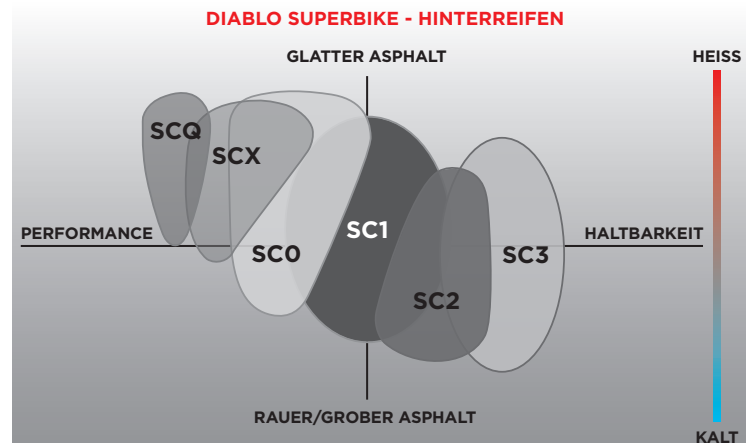 DIABLO SUPERBIKE - HINTERREIFEN
GLATTER ASPHALT
HEISS
SCQ
SCX
PERFORMANCE
SC0
SC1
SC2
SC3
HALTBARKEIT
RAUER/GROBER ASPHALT
KALT